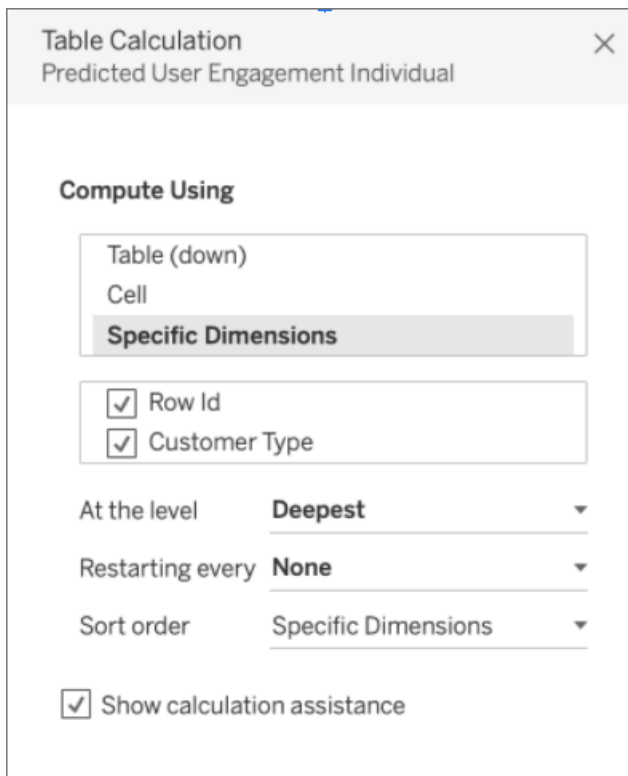 Table Calculation
Predicted User Engagement Individual
Compute Using
Table (down)
Cell
Specific Dimensions
Row Id
Customer Type
At the level Deepest
Restarting every None
Sort order Specific Dimensions
Show calculation assistance